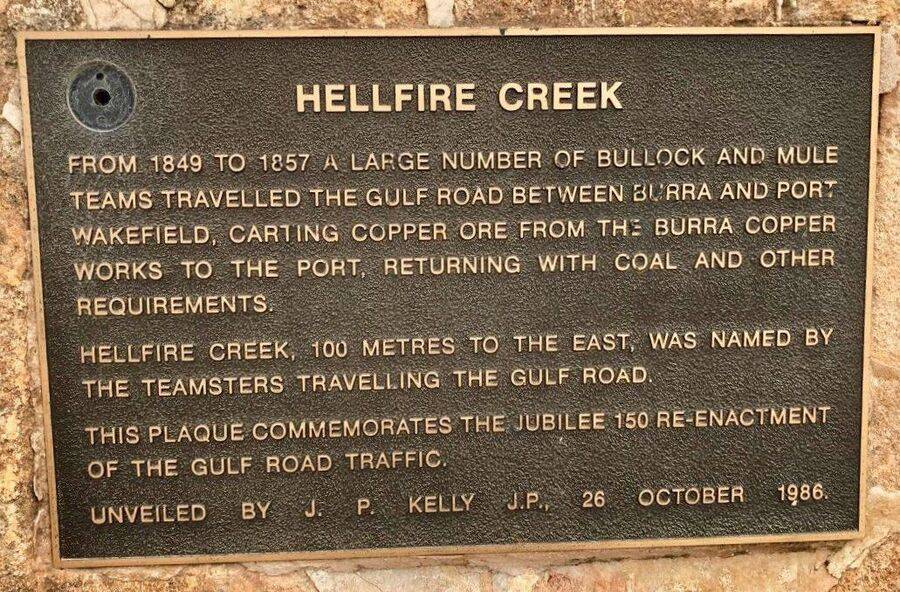 HELLFIRE CREEK
FROM 1849 TO 1857 A LARGE NUMBER OF BULLOCK AND MULE
TEAMS TRAVELLED THE GULF ROAD BETWEEN BURRA AND PORT
WAKEFIELD, CARTING COPPER ORE FROM THE BURRA COPPER
WORKS TO THE PORT, RETURNING WITH COAL AND OTHER
REQUIREMENTS.
HELLFIRE CREEK, 100 METRES TO THE EAST, WAS NAMED BY
THE TEAMSTERS TRAVELLING THE GULF ROAD.
THIS PLAQUE COMMEMORATES THE JUBILEE 150 RE-ENACTMENT
OF THE GULF ROAD TRAFFIC.
UNVEILED BY J. P. KELLY J.P., 26 OCTOBER 1986.